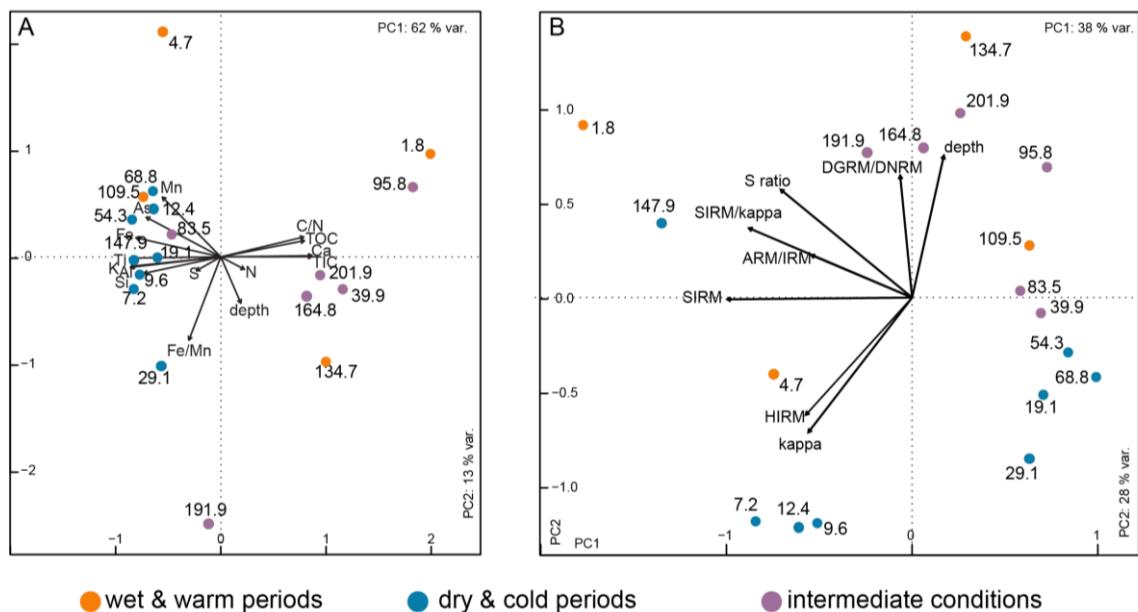 A
PC1: 62 % var.
4.7
2
1.8
1
95.8
68.8
Mn
109.5
12.4
As
54.3
83.5
C/N
Fe
TOC
147.9
Ca
0
Ti
19.1
TIC
K
Al
S
N
201.9
Si
9.6
7.2
depth
164.8
39.9
Fe/Mn
-1
29.1
134.7
-2
191.9
PC2: 13 % var.
-1
0
1
2
B
PC1: 38 % var.
134.7
1.0
201.9
1.8
191.9
164.8
depth
95.8
DGRM/DNRM
S ratio
0.5
147.9
SIRM/kappa
109.5
ARM/IRM
83.5
0.0
SIRM
39.9
54.3
4.7
68.8
-0.5
19.1
HIRM
kappa
29.1
-1.0
7.2
12.4
9.6
PC2
PC1
PC2: 28 % var.
-1
0
1
wet & warm periods
dry & cold periods
intermediate conditions